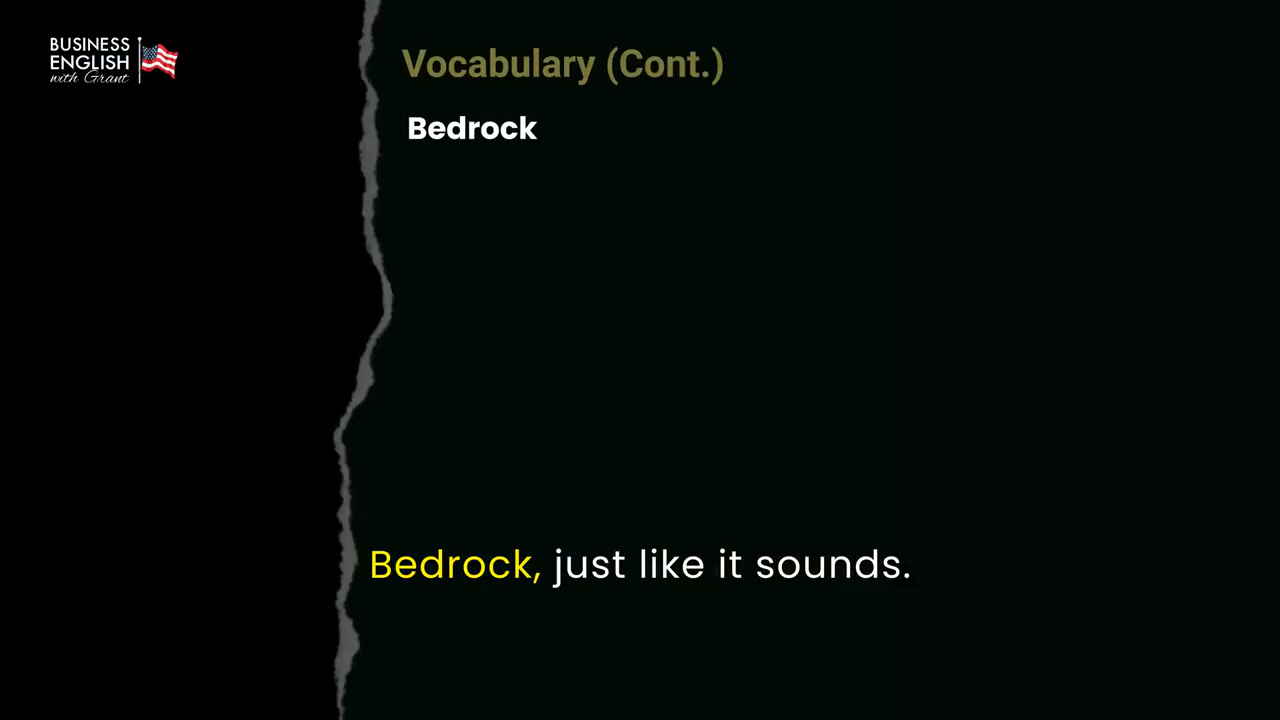 BUSINESS
ENGLISH
with Grant
Vocabulary (Cont.)
Bedrock
Bedrock, just like it sounds.